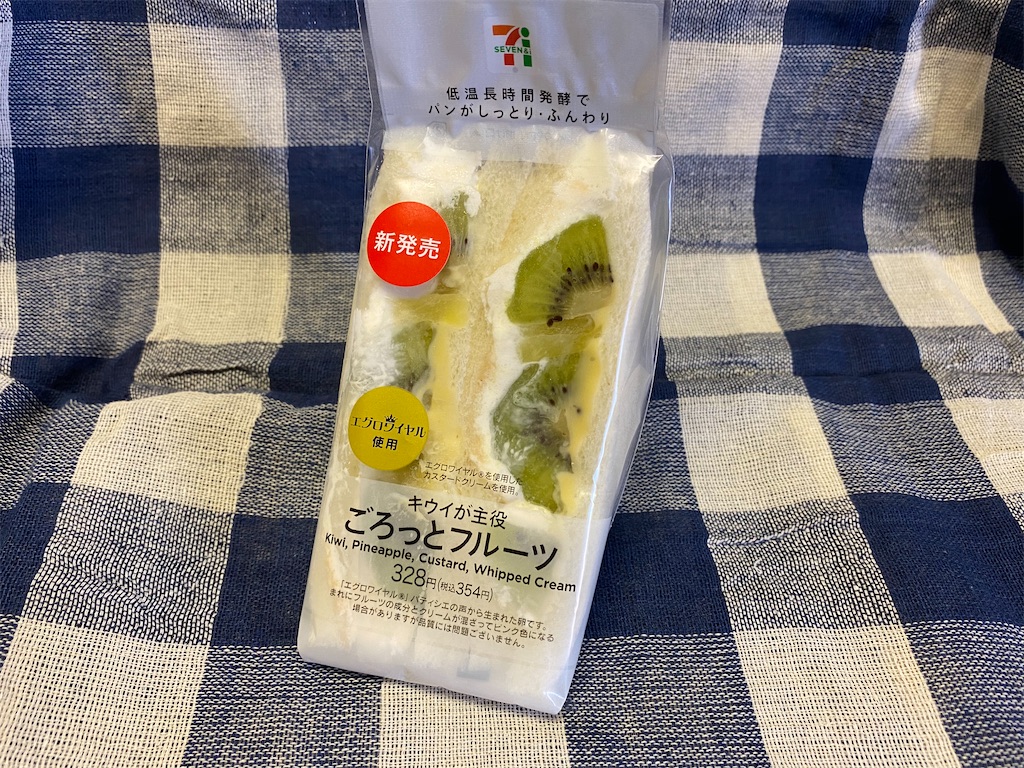 SEVEN&i
低温長時間発酵で
パンがしっとり・ふんわり
新発売
エグロワイヤル
使用
エグロワイヤル®を使用した
カスタードクリームを使用。
キウイが主役
ごろっとフルーツ
Kiwi, Pineapple, Custard, Whipped Cream
328円(税込354円)
「エグロワイヤル®」パティシエの声から生まれた卵です。
まれにフルーツの成分とクリームが混ざってピンク色になる
場合がありますが品質には問題ございません。